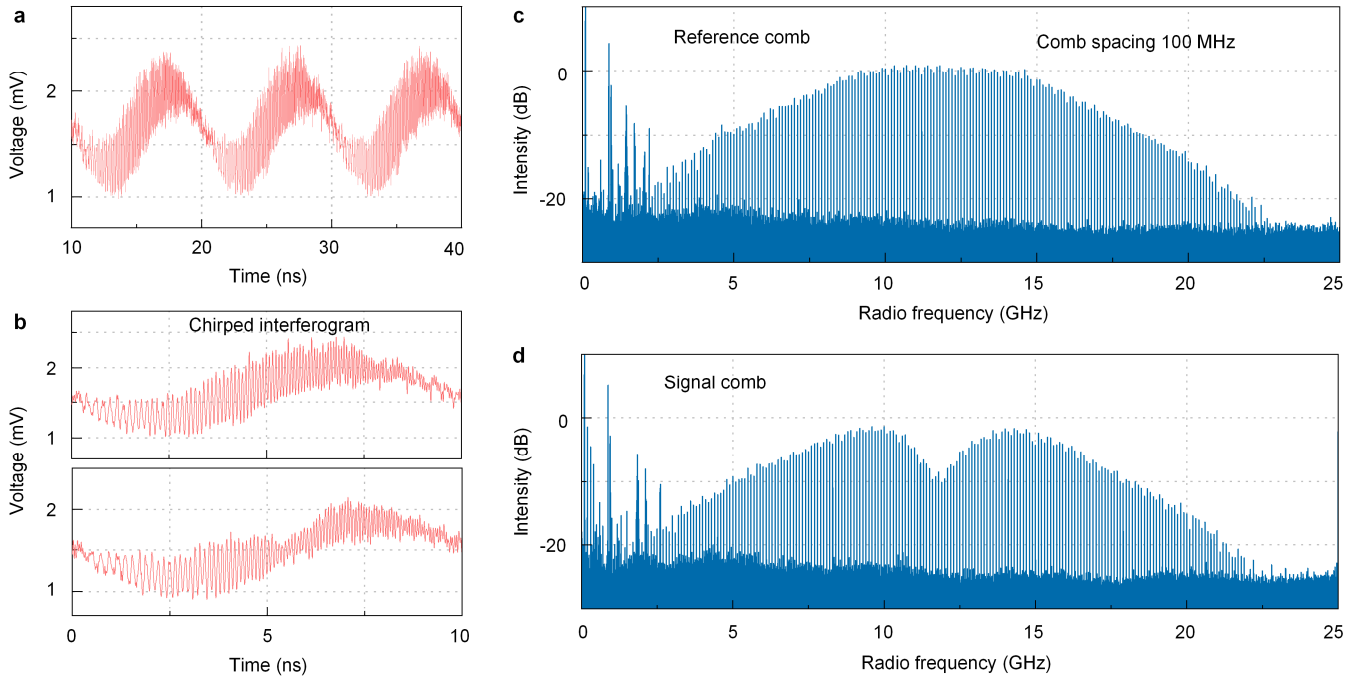 a
Voltage (mV)
2
1
10
20
30
40
Time (ns)
b
Chirped interferogram
Voltage (mV)
2
1
2
1
0
5
10
Time (ns)
c
Reference comb
Comb spacing 100 MHz
Intensity (dB)
0
-20
0
5
10
15
20
25
Radio frequency (GHz)
d
Signal comb
Intensity (dB)
0
-20
0
5
10
15
20
25
Radio frequency (GHz)